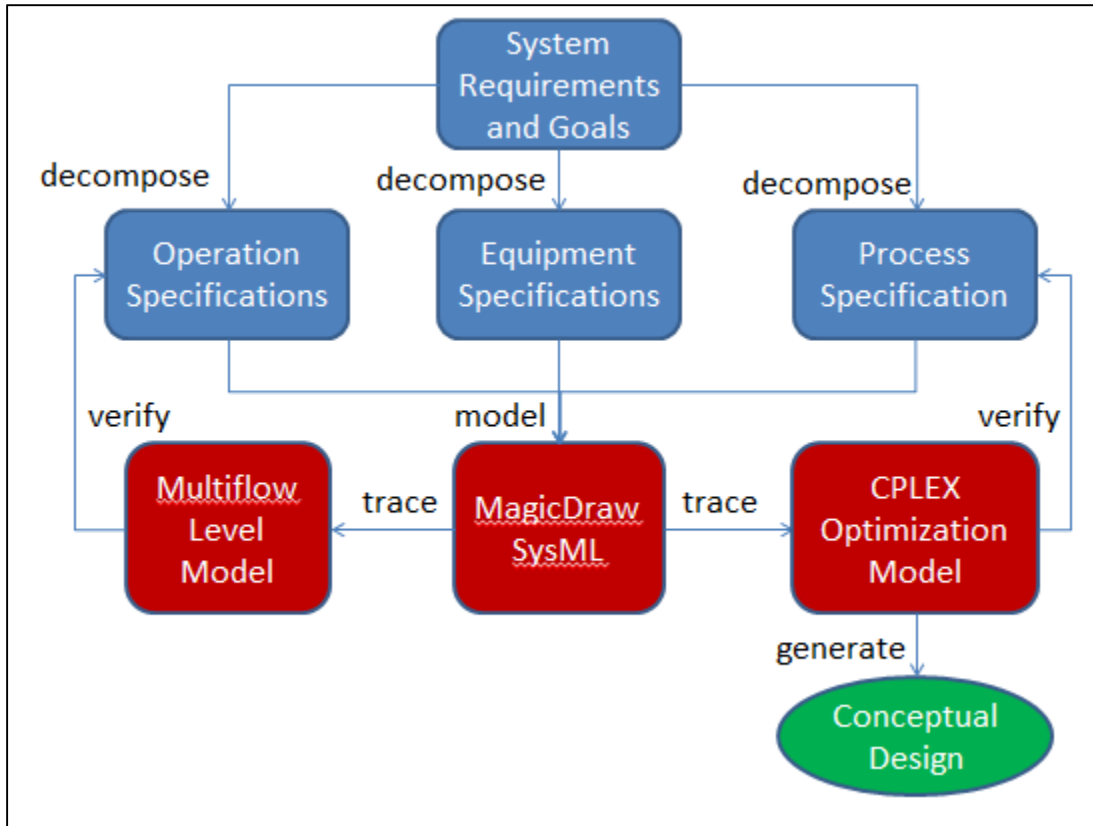 System
Requirements
and Goals
decompose
decompose
decompose
Operation
Specifications
Equipment
Specifications
Process
Specification
verify
model
verify
Multiflow
Level
Model
trace
MagicDraw
SysML
trace
CPLEX
Optimization
Model
generate
Conceptual
Design